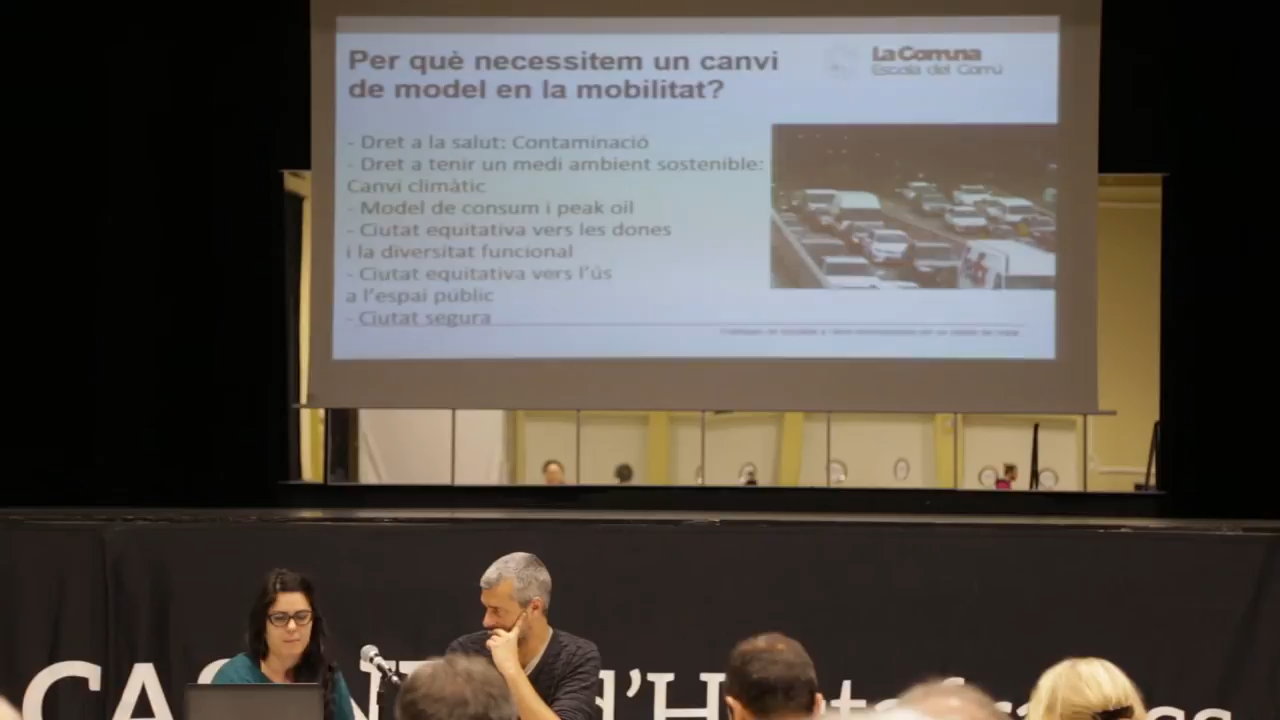 Per què necessitem un canvi
de model en la mobilitat?
La Comuna
Escola del Comú
- Dret a la salut: Contaminació
- Dret a tenir un medi ambient sostenible:
Canvi climàtic
- Model de consum i peak oil
- Ciutat equitativa vers les dones
i la diversitat funcional
- Ciutat equitativa vers l'ús
a l'espai públic
- Ciutat segura
d'H